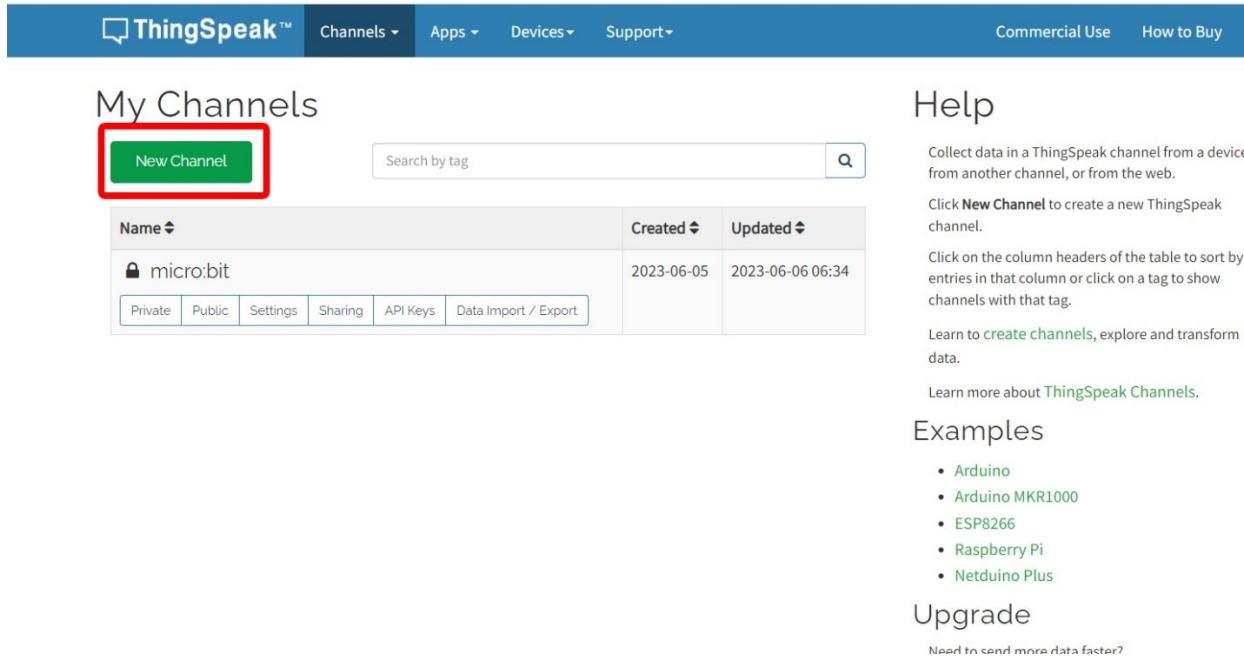 ThingSpeak™ Channels Apps Devices Support Commercial Use How to Buy
My Channels
New Channel
Search by tag
Name Created Updated
micro:bit 2023-06-05 2023-06-06 06:34
Private Public Settings Sharing API Keys Data Import / Export
Help
Collect data in a ThingSpeak channel from a device
from another channel, or from the web.
Click New Channel to create a new ThingSpeak
channel.
Click on the column headers of the table to sort by
entries in that column or click on a tag to show
channels with that tag.
Learn to create channels, explore and transform
data.
Learn more about ThingSpeak Channels.
Examples
• Arduino
• Arduino MKR1000
• ESP8266
• Raspberry Pi
• Netduino Plus
Upgrade
Need to send more data faster?